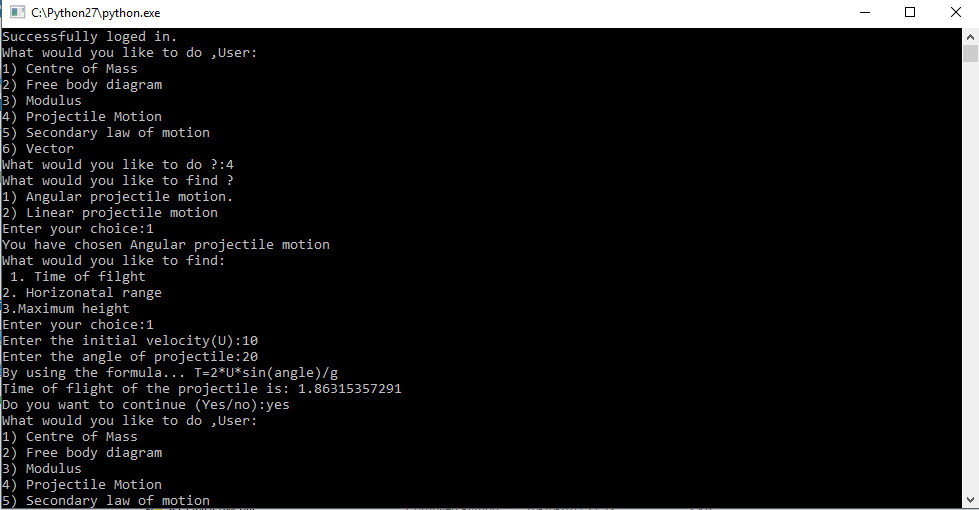 C:\Python27\python.exe
Successfully loged in.
What would you like to do ,User:
1) Centre of Mass
2) Free body diagram
3) Modulus
4) Projectile Motion
5) Secondary law of motion
6) Vector
What would you like to do ?:4
What would you like to find ?
1) Angular projectile motion.
2) Linear projectile motion
Enter your choice:1
You have chosen Angular projectile motion
What would you like to find:
 1. Time of filght
2. Horizonatal range
3.Maximum height
Enter your choice:1
Enter the initial velocity(U):10
Enter the angle of projectile:20
By using the formula... T=2*U*sin(angle)/g
Time of flight of the projectile is: 1.86315357291
Do you want to continue (Yes/no):yes
What would you like to do ,User:
1) Centre of Mass
2) Free body diagram
3) Modulus
4) Projectile Motion
5) Secondary law of motion